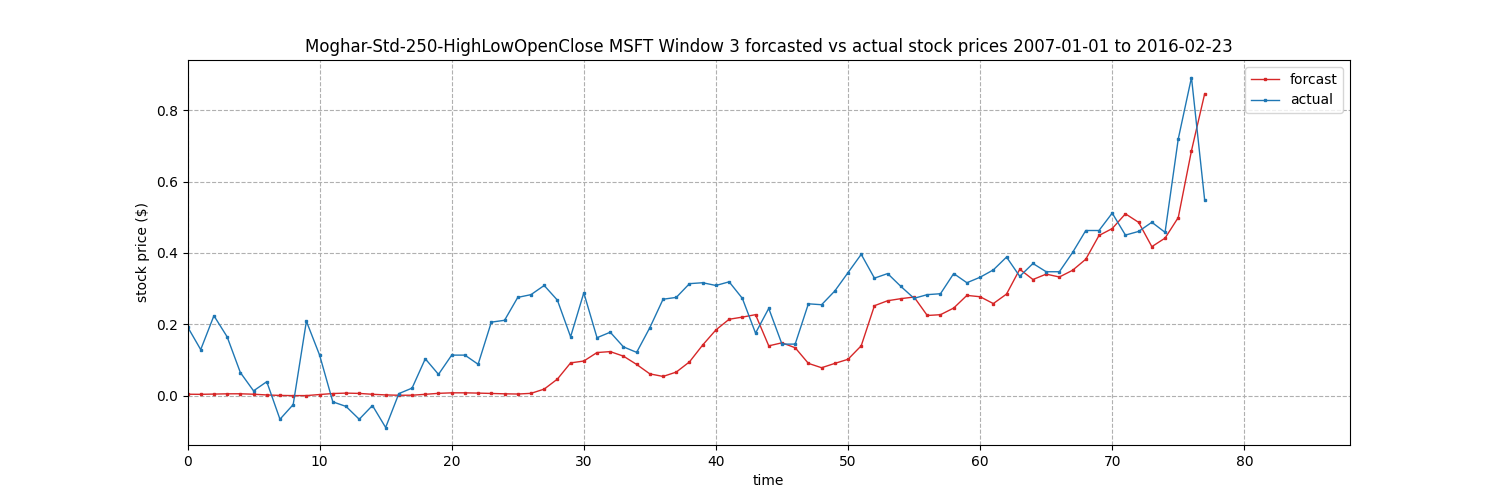 Moghar-Std-250-HighLowOpenClose MSFT Window 3 forcasted vs actual stock prices 2007-01-01 to 2016-02-23
forcast
actual
stock price ($)
0.8
0.6
0.4
0.2
0.0
0 10 20 30 40 50 60 70 80
time